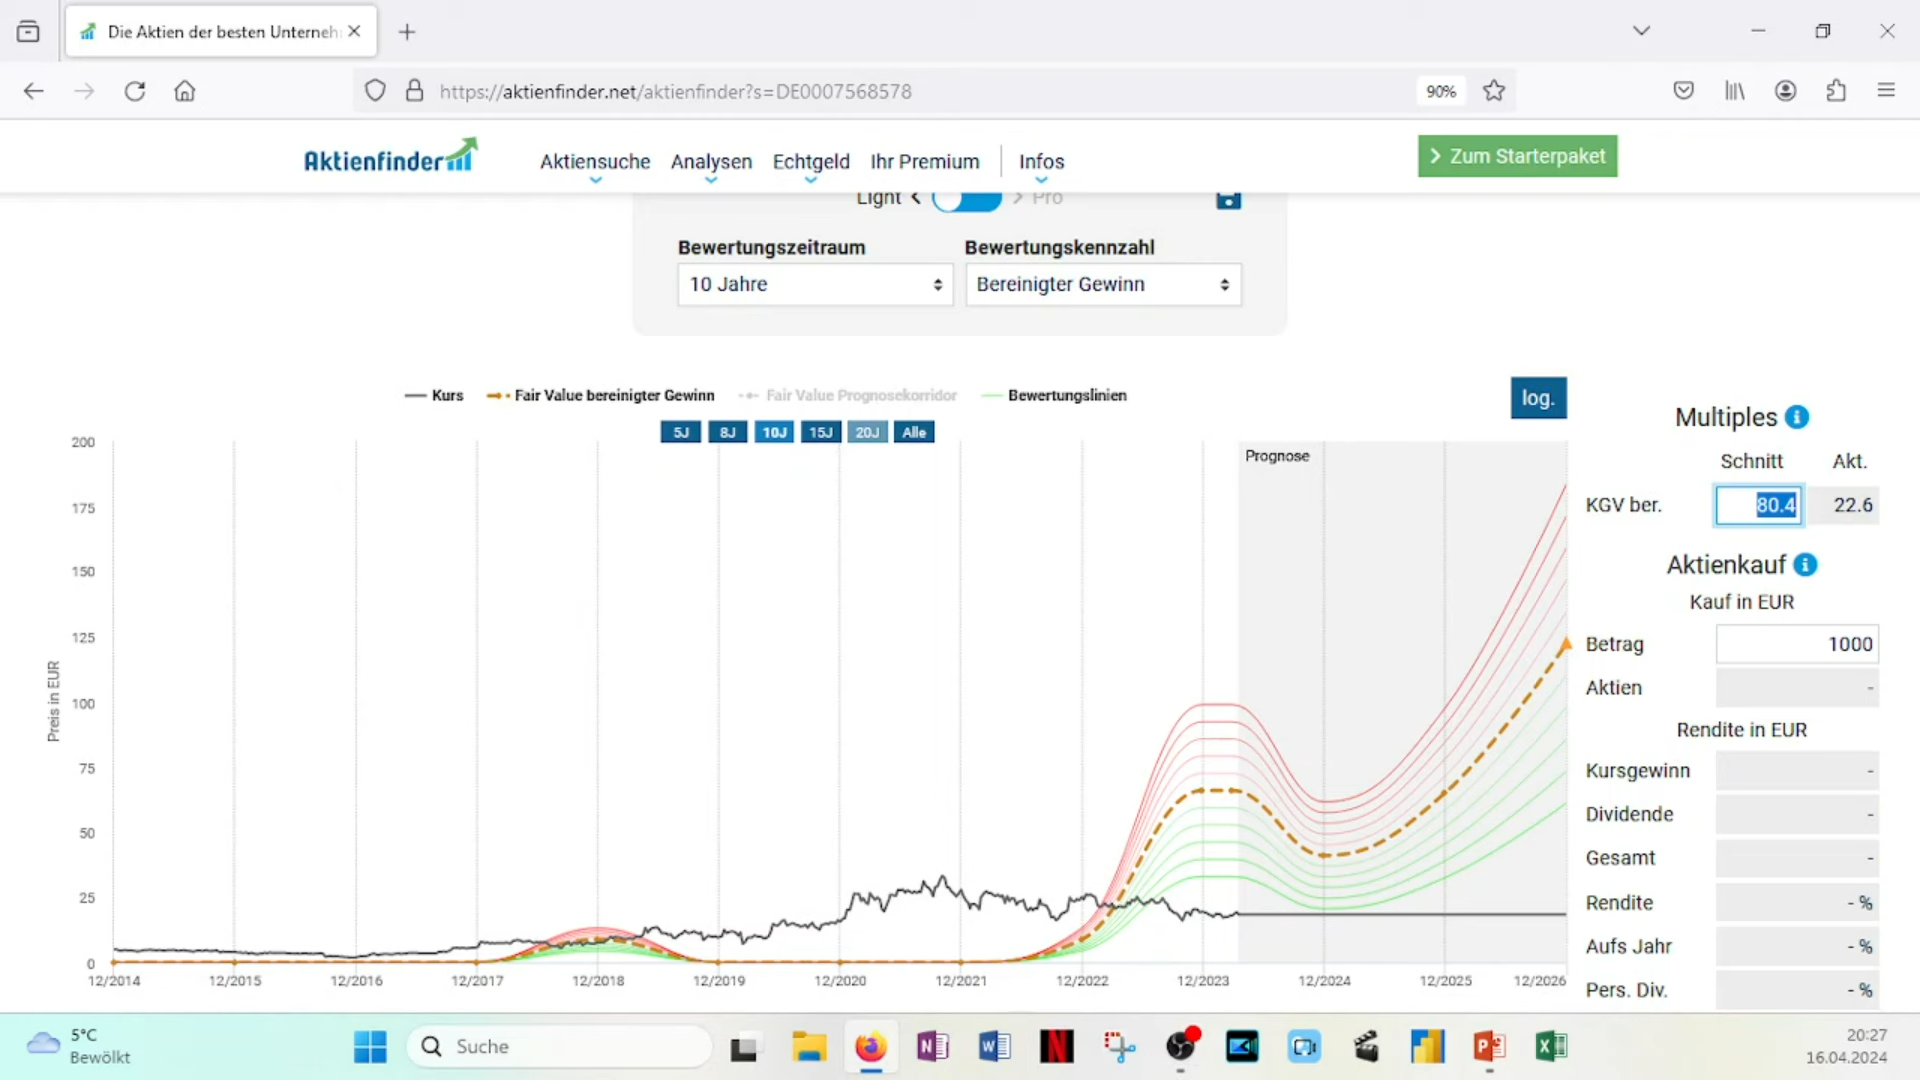 Die Aktien der besten Unterneh
https://aktienfinder.net/aktienfinder?s=DE0007568578
90%
Aktienfinder
Aktiensuche
Analysen
Echtgeld
Ihr Premium
Infos
Zum Starterpaket
Light
Pro
Bewertungszeitraum
Bewertungskennzahl
10 Jahre
Bereinigter Gewinn
Kurs
Fair Value bereinigter Gewinn
Fair Value Prognosekorridor
Bewertungslinien
log.
5J
8J
10J
15J
20J
Alle
Prognose
Preis in EUR
200
175
150
125
100
75
50
25
0
12/2014
12/2015
12/2016
12/2017
12/2018
12/2019
12/2020
12/2021
12/2022
12/2023
12/2024
12/2025
12/2026
Multiples
Schnitt
Akt.
KGV ber.
80.4
22.6
Aktienkauf
Kauf in EUR
Betrag
1000
Aktien
-
Rendite in EUR
Kursgewinn
-
Dividende
-
Gesamt
-
Rendite
- %
Aufs Jahr
- %
Pers. Div.
- %
5°C
Bewölkt
Suche
20:27
16.04.2024